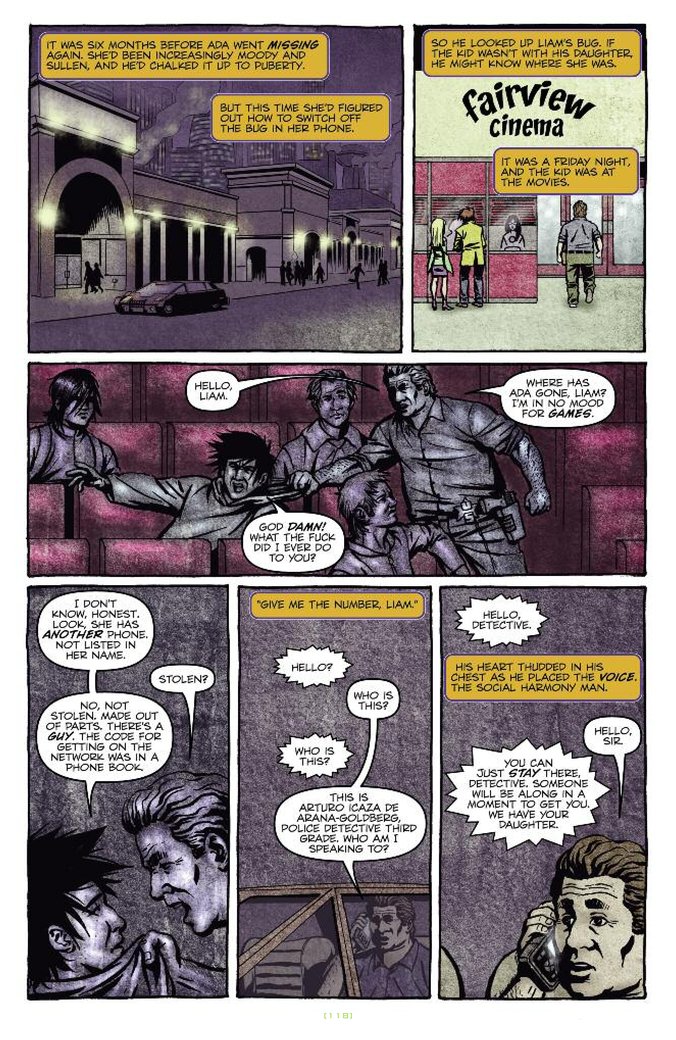 IT WAS SIX MONTHS BEFORE ADA WENT MISSING
AGAIN. SHE'D BEEN INCREASINGLY MOODY AND
SULLEN, AND HE'D CHALKED IT UP TO PUBERTY.
BUT THIS TIME SHE'D FIGURED
OUT HOW TO SWITCH OFF
THE BUG IN HER PHONE.
SO HE LOOKED UP LIAM'S BUG. IF
THE KID WASN'T WITH HIS DAUGHTER,
HE MIGHT KNOW WHERE SHE WAS.
fairview
cinema
IT WAS A FRIDAY NIGHT,
AND THE KID WAS AT
THE MOVIES.
HELLO,
LIAM.
WHERE HAS
ADA GONE, LIAM?
I'M IN NO MOOD
FOR GAMES.
GOD DAMN!
WHAT THE FUCK
DID I EVER DO
TO YOU?
I DON'T
KNOW, HONEST.
LOOK, SHE HAS
ANOTHER PHONE.
NOT LISTED IN
HER NAME.
STOLEN?
NO, NOT
STOLEN. MADE OUT
OF PARTS. THERE'S A
GUY. THE CODE FOR
GETTING ON THE
NETWORK WAS IN A
PHONE BOOK.
"GIVE ME THE NUMBER, LIAM."
HELLO?
WHO IS
THIS?
WHO IS
THIS?
THIS IS
ARTURO ICAZA DE
ARANA-GOLDBERG,
POLICE DETECTIVE THIRD
GRADE. WHO AM I
SPEAKING TO?
HELLO,
DETECTIVE.
HIS HEART THUDDED IN HIS
CHEST AS HE PLACED THE VOICE.
THE SOCIAL HARMONY MAN.
HELLO,
SIR.
YOU CAN
JUST STAY THERE,
DETECTIVE. SOMEONE
WILL BE ALONG IN A
MOMENT TO GET YOU.
WE HAVE YOUR
DAUGHTER.
[118]